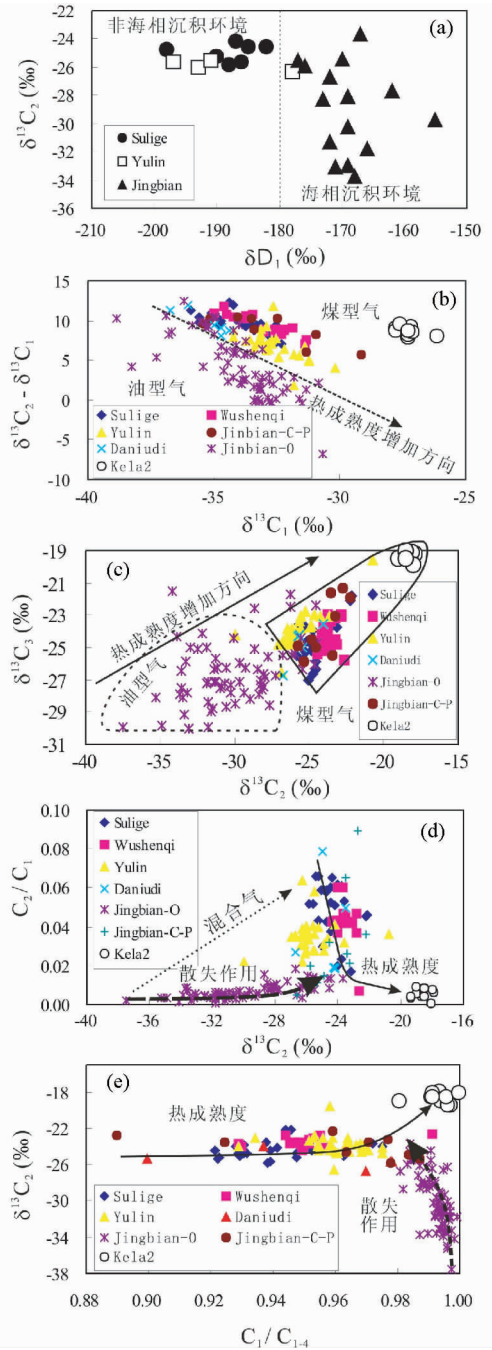 -22
非海相沉积环境
(a)
-24
-26
-28
-30
-32
-34
-36
δ¹³C₂ (‰)
Sulige
Yulin
Jingbian
海相沉积环境
-210 -200 -190 -180 -170 -160 -150
δD₁ (‰)
15
10
5
0
-5
-10
δ¹³C₂ - δ¹³C₁
(b)
煤型气
油型气
热成熟度增加方向
Sulige Wushenqi
Yulin Jinbian-C-P
Daniudi Jinbian-O
Kela2
-40 -35 -30 -25
δ¹³C₁ (‰)
-19
-21
-23
-25
-27
-29
-31
δ¹³C₃ (‰)
(c)
热成熟度增加方向
油型气
煤型气
Sulige
Wushenqi
Yulin
Daniudi
Jingbian-O
Jingbian-C-P
Kela2
-40 -35 -30 -25 -20 -15
δ¹³C₂ (‰)
0.10
0.08
0.06
0.04
0.02
0.00
C₂/C₁
(d)
Sulige
Wushenqi
Yulin
Daniudi
Jingbian-O
Jingbian-C-P
Kela2
混合气
散失作用
热成熟度
-40 -36 -32 -28 -24 -20 -16
δ¹³C₂ (‰)
(e)
-18
-22
-26
-30
-34
-38
δ¹³C₂ (‰)
热成熟度
散失
作用
Sulige Wushenqi
Yulin Daniudi
Jingbian-O Jingbian-C-P
Kela2
0.88 0.90 0.92 0.94 0.96 0.98 1.00
C₁/C₁₋₄